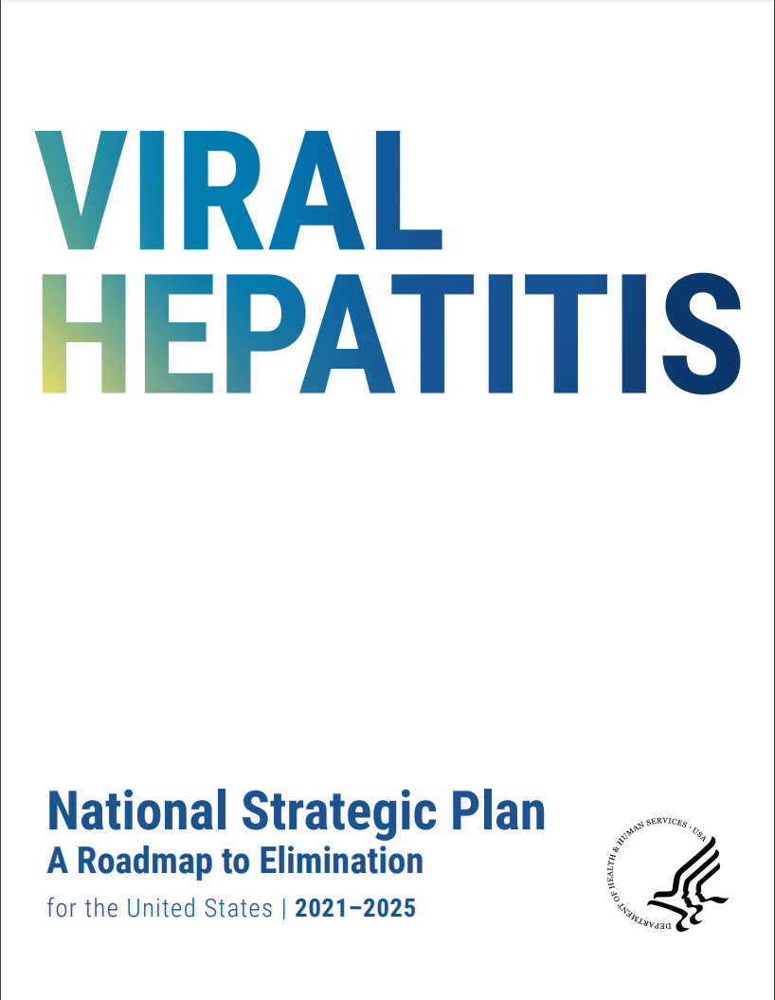 VIRAL
HEPATITIS
National Strategic Plan
A Roadmap to Elimination
for the United States | 2021–2025
DEPARTMENT OF HEALTH & HUMAN SERVICES · USA